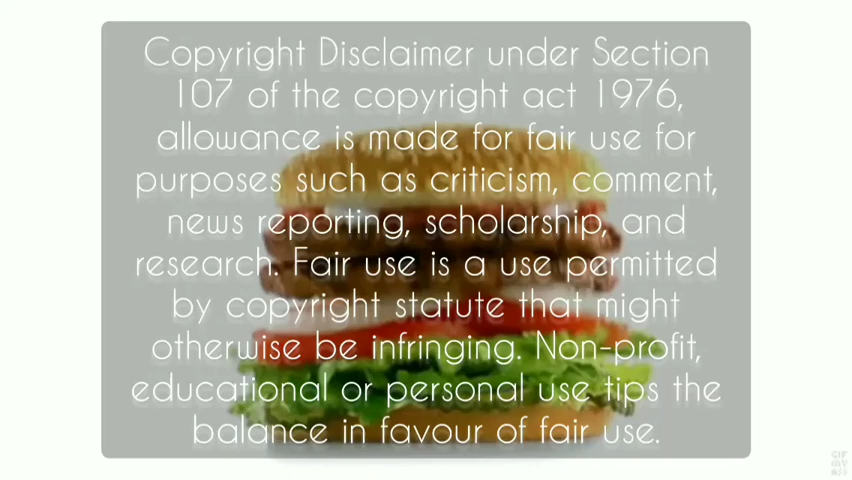 Copyright Disclaimer under Section
107 of the copyright act 1976,
allowance is made for fair use for
purposes such as criticism, comment,
news reporting, scholarship, and
research. Fair use is a use permitted
by copyright statute that might
otherwise be infringing. Non-profit,
educational or personal use tips the
balance in favour of fair use.
GIF
MY